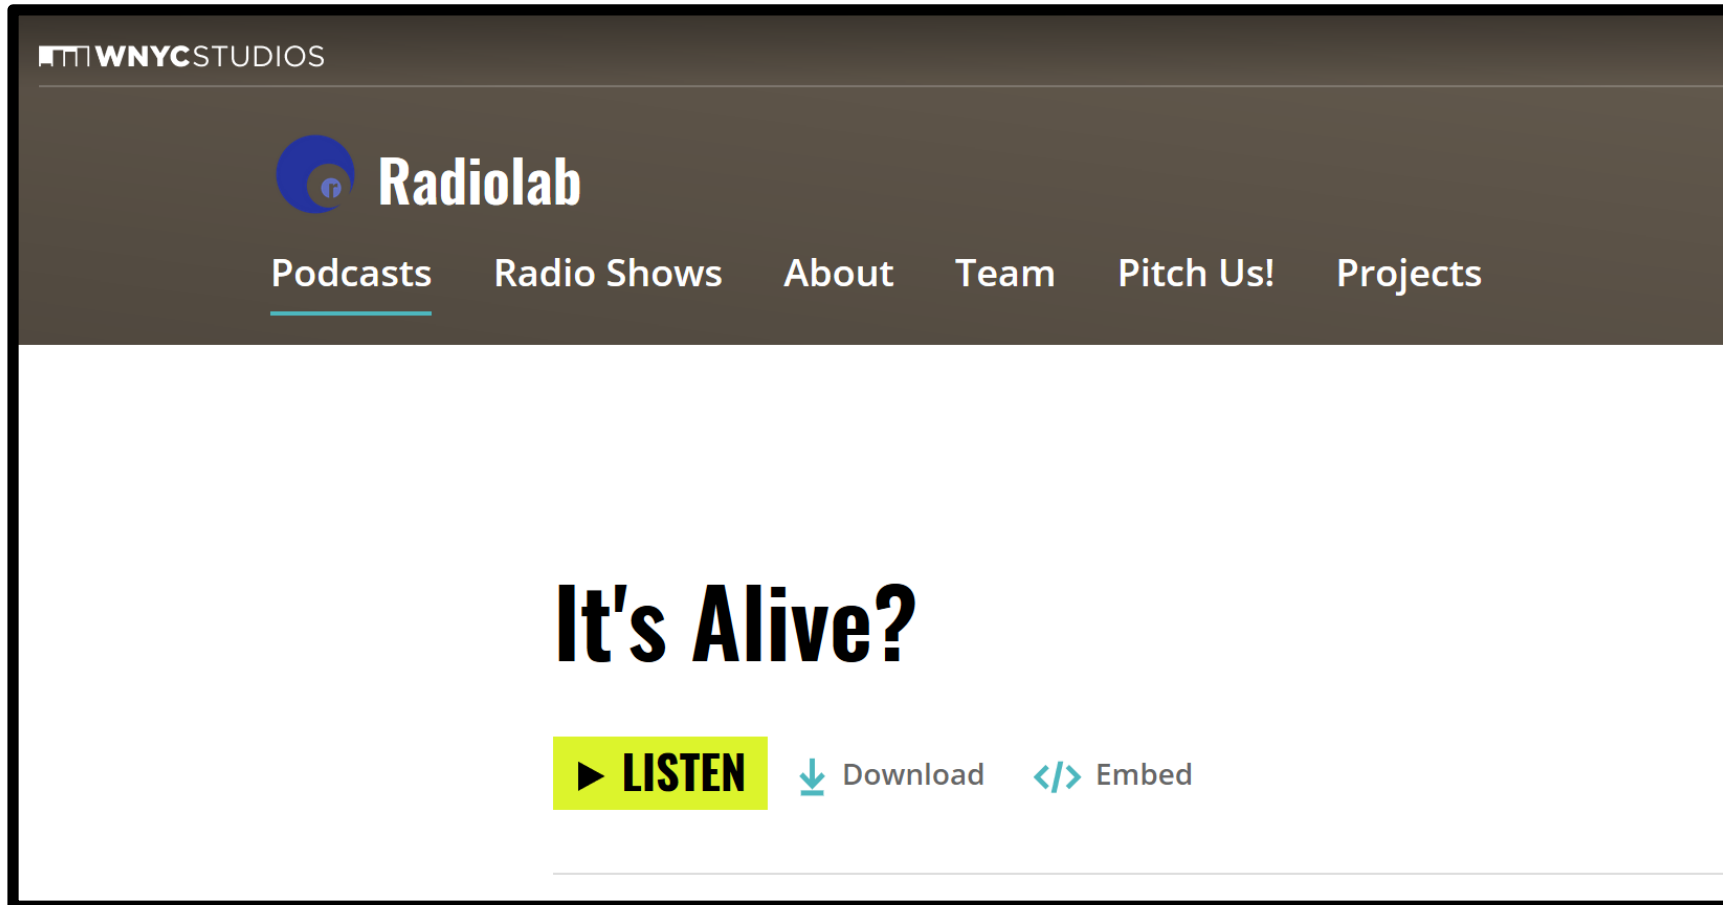 WNYCSTUDIOS
Radiolab
Podcasts Radio Shows About Team Pitch Us! Projects
It's Alive?
LISTEN Download Embed